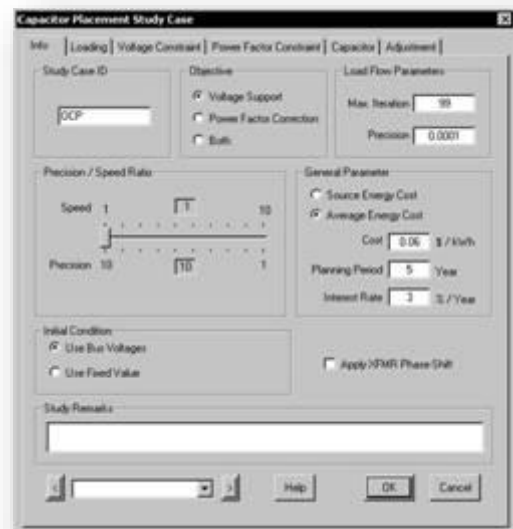 Capacitor Placement Study Case
Info Loading Voltage Constraint Power Factor Constraint Capacitor Adjustment
Study Case ID
OCP
Objective
Voltage Support
Power Factor Correction
Both
Load Flow Parameters
Max. Iteration 99
Precision 0.0001
Precision / Speed Ratio
Speed 1 1 10
Precision 10 10 1
General Parameter
Source Energy Cost
Average Energy Cost
Cost 0.06 $ / kWh
Planning Period 5 Year
Interest Rate 3 % / Year
Initial Condition
Use Bus Voltages
Use Fixed Value
Apply XFMR Phase-Shift
Study Remarks
< > Help OK Cancel